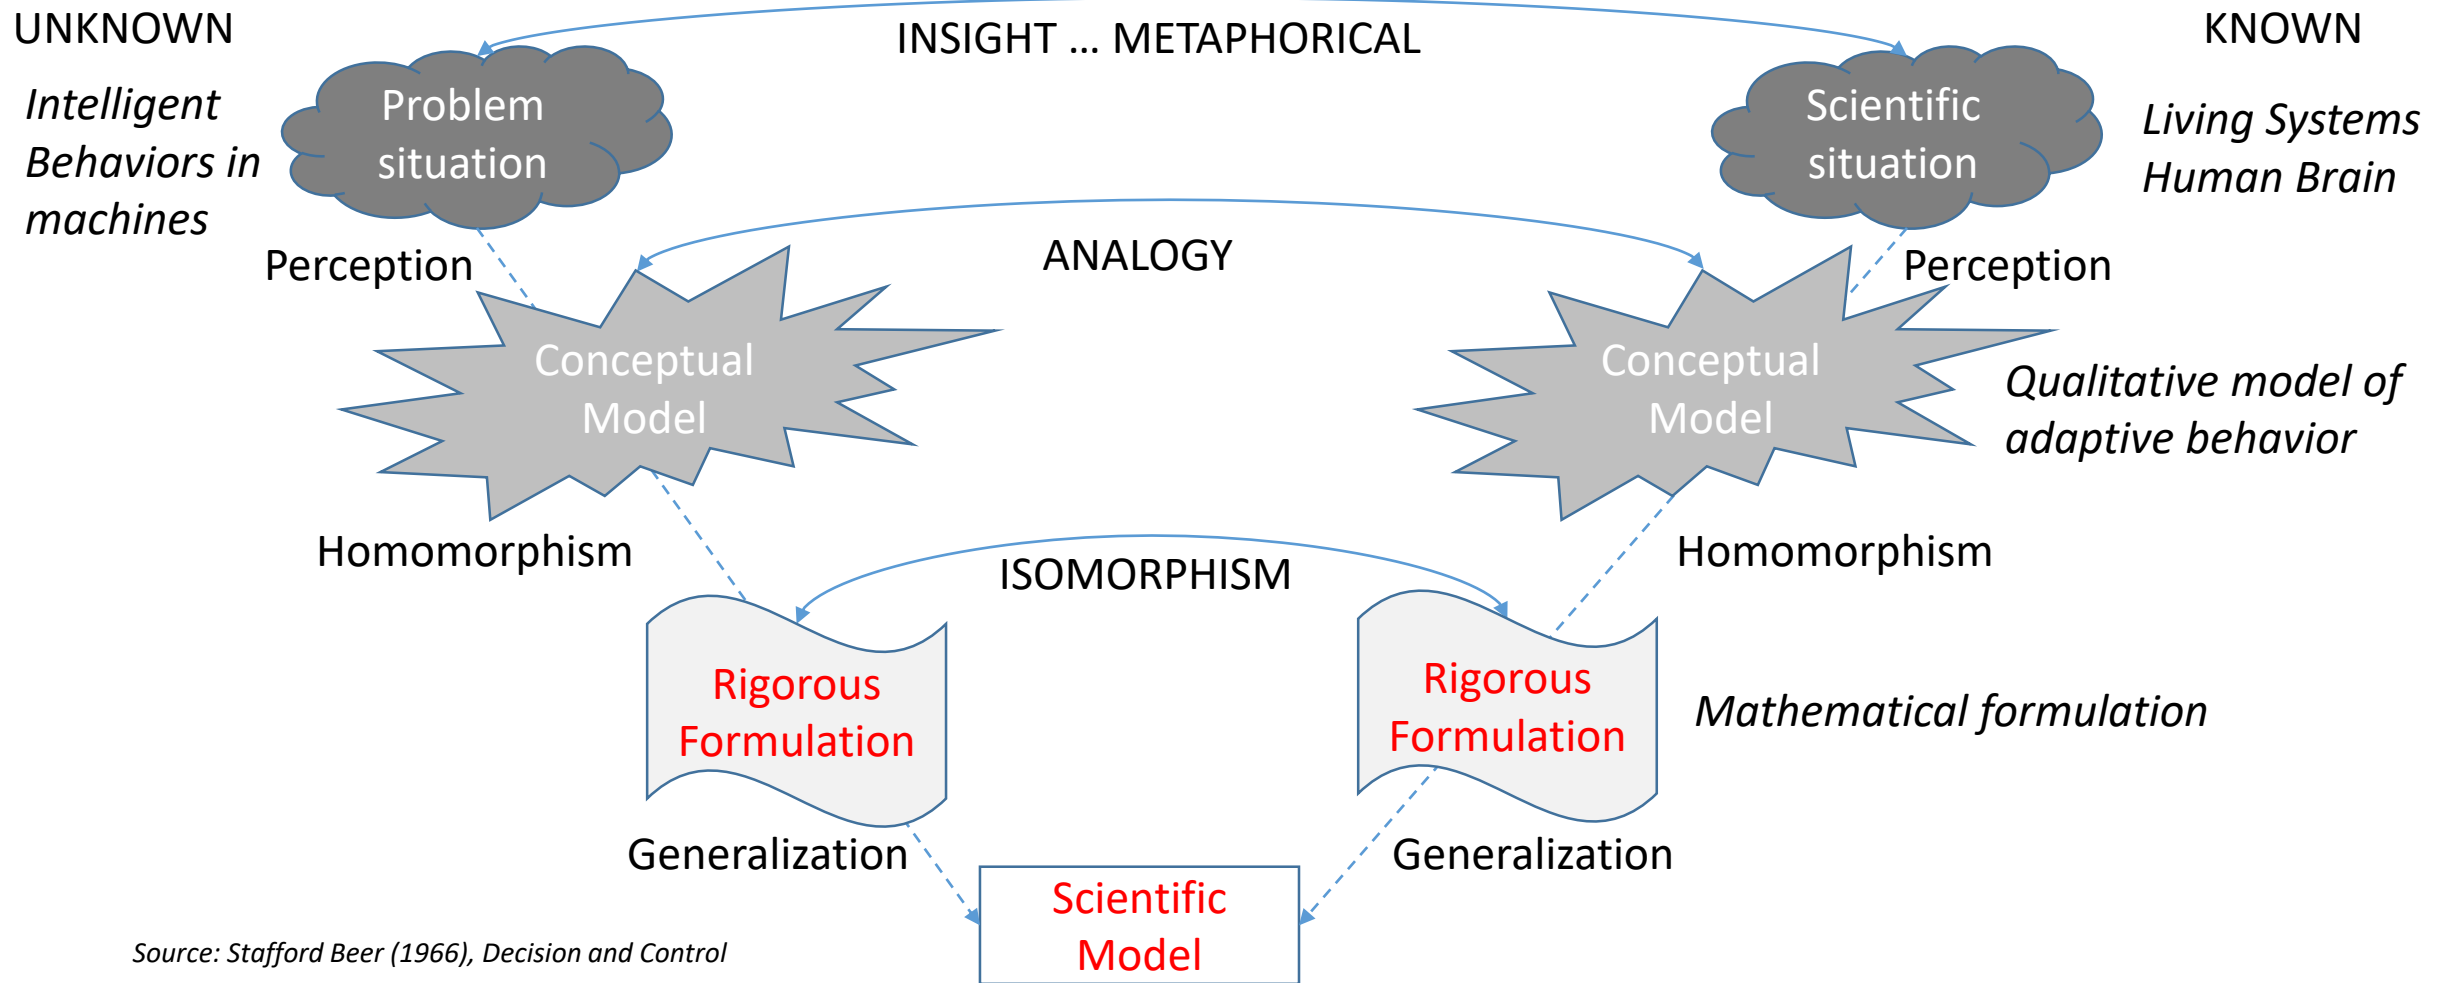 UNKNOWN
INSIGHT ... METAPHORICAL
KNOWN
Intelligent
Behaviors in
machines
Problem
situation
Scientific
situation
Living Systems
Human Brain
Perception
ANALOGY
Perception
Conceptual
Model
Conceptual
Model
Qualitative model of
adaptive behavior
Homomorphism
ISOMORPHISM
Homomorphism
Rigorous
Formulation
Rigorous
Formulation
Mathematical formulation
Generalization
Generalization
Scientific
Model
Source: Stafford Beer (1966), Decision and Control